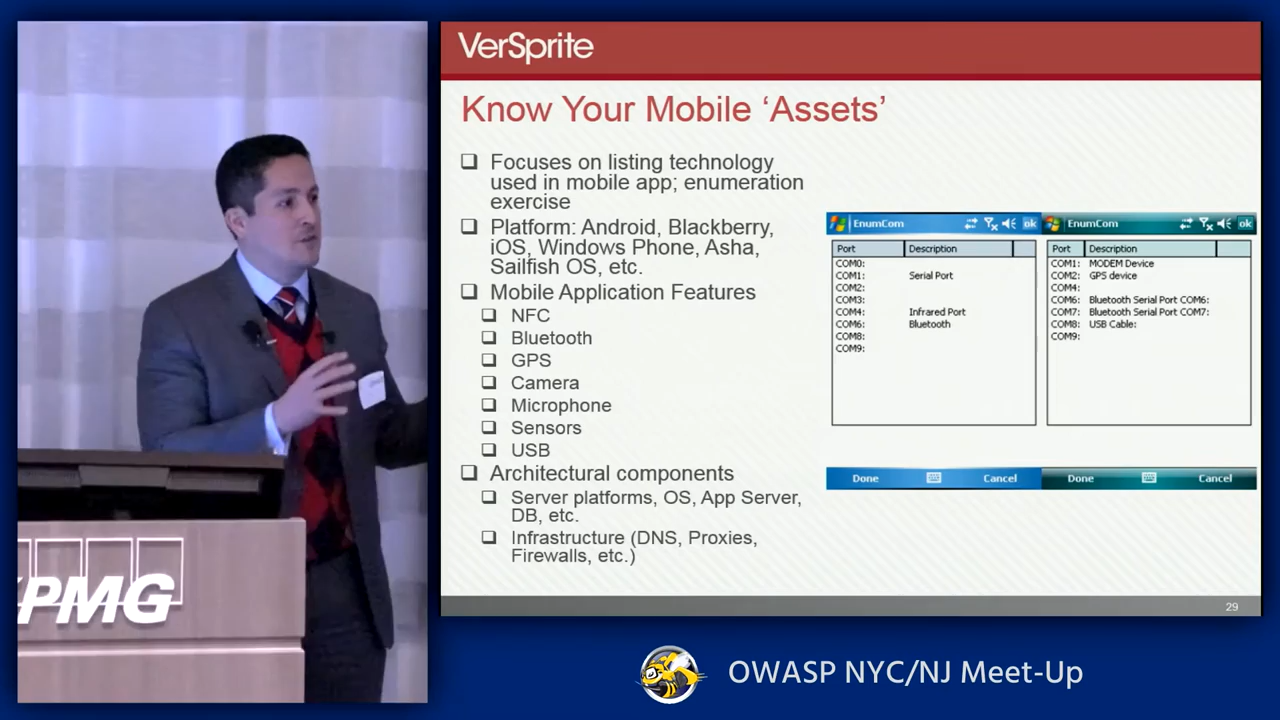 VerSprite
Know Your Mobile ‘Assets’
Focuses on listing technology
used in mobile app; enumeration
exercise
Platform: Android, Blackberry,
iOS, Windows Phone, Asha,
Sailfish OS, etc.
Mobile Application Features
NFC
Bluetooth
GPS
Camera
Microphone
Sensors
USB
Architectural components
Server platforms, OS, App Server,
DB, etc.
Infrastructure (DNS, Proxies,
Firewalls, etc.)
EnumCom ok
Port Description
COM0:
COM1: Serial Port
COM2:
COM3:
COM4: Infrared Port
COM6: Bluetooth
COM8:
COM9:
Done Cancel
EnumCom ok
Port Description
COM1: MODEM Device
COM2: GPS device
COM4:
COM6: Bluetooth Serial Port COM6:
COM7: Bluetooth Serial Port COM7:
COM8: USB Cable:
COM9:
Done Cancel
29
KPMG
OWASP NYC/NJ Meet-Up